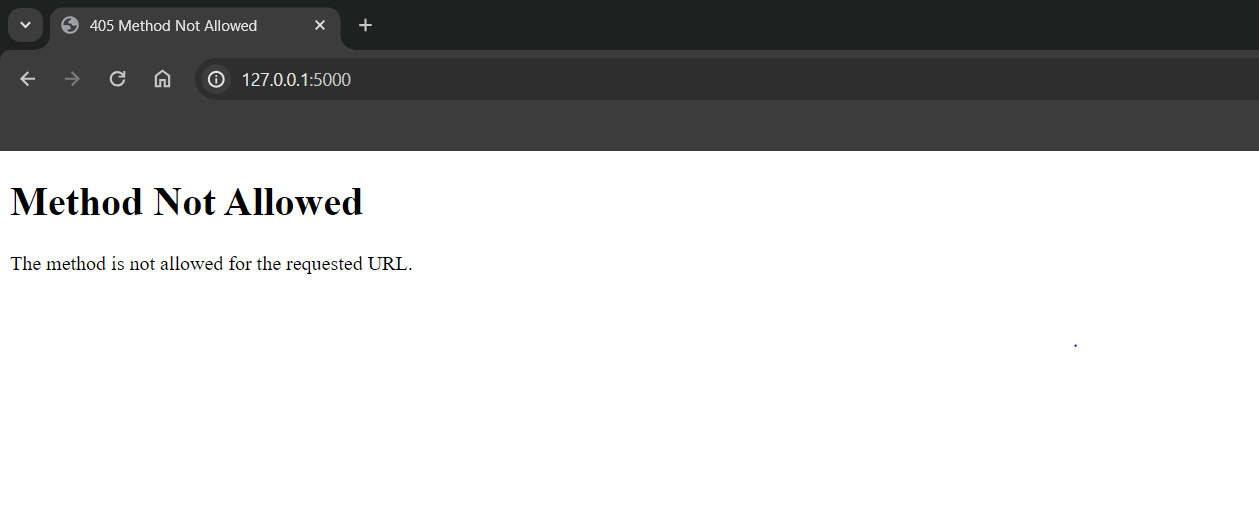 405 Method Not Allowed
127.0.0.1:5000
Method Not Allowed
The method is not allowed for the requested URL.